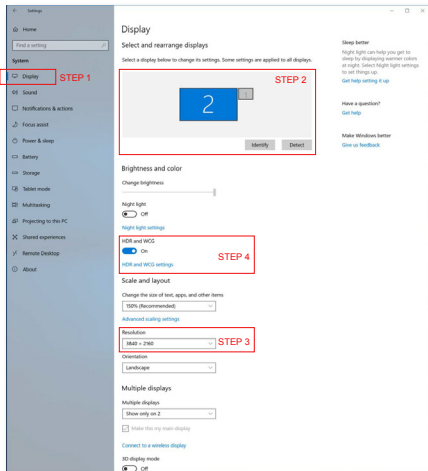 Settings
Home
Find a setting
System
Display
STEP 1
Sound
Notifications & actions
Focus assist
Power & sleep
Battery
Storage
Tablet mode
Multitasking
Projecting to this PC
Shared experiences
Remote Desktop
About
Display
Select and rearrange displays
Select a display below to change its settings. Some settings are applied to all displays.
STEP 2
2
1
Identify
Detect
Brightness and color
Change brightness
Night light
Off
Night light settings
HDR and WCG
On
STEP 4
HDR and WCG settings
Scale and layout
Change the size of text, apps, and other items
150% (Recommended)
Advanced scaling settings
Resolution
3840 × 2160
STEP 3
Orientation
Landscape
Multiple displays
Multiple displays
Show only on 2
Make this my main display
Connect to a wireless display
3D display mode
Off
Sleep better
Night light can help you get to
sleep by displaying warmer colors
at night. Select Night light settings
to set things up.
Get help setting it up
Have a question?
Get help
Make Windows better
Give us feedback